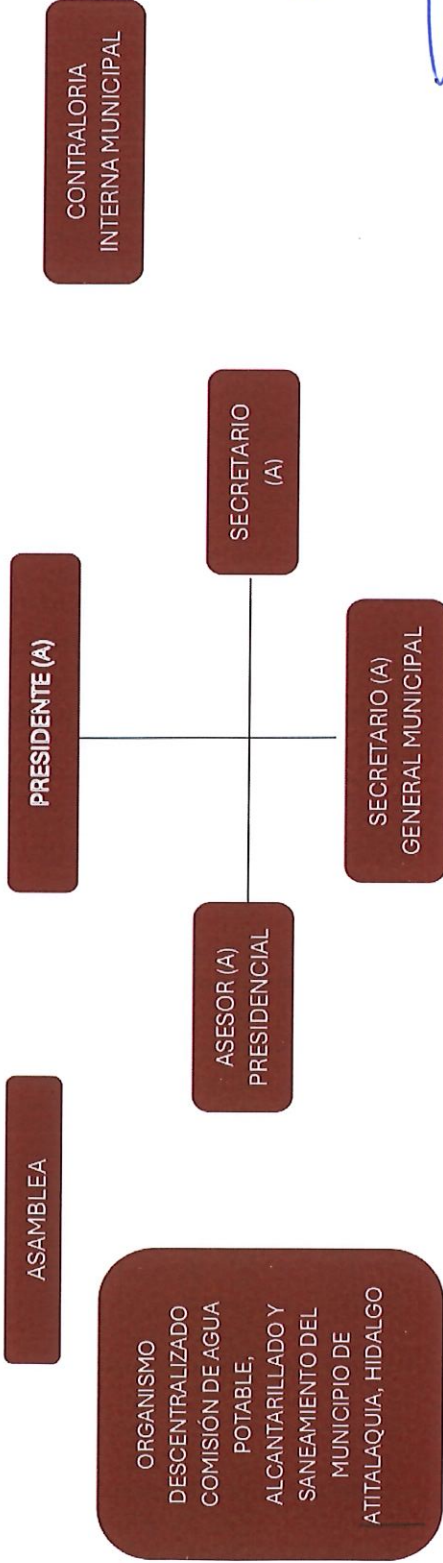 ASAMBLEA
PRESIDENTE (A)
CONTRALORIA
INTERNA MUNICIPAL
ORGANISMO
DESCENTRALIZADO
COMISIÓN DE AGUA
POTABLE,
ALCANTARILLADO Y
SANEAMIENTO DEL
MUNICIPIO DE
ATITALAQUIA, HIDALGO
ASESOR (A)
PRESIDENCIAL
SECRETARIO
(A)
SECRETARIO (A)
GENERAL MUNICIPAL